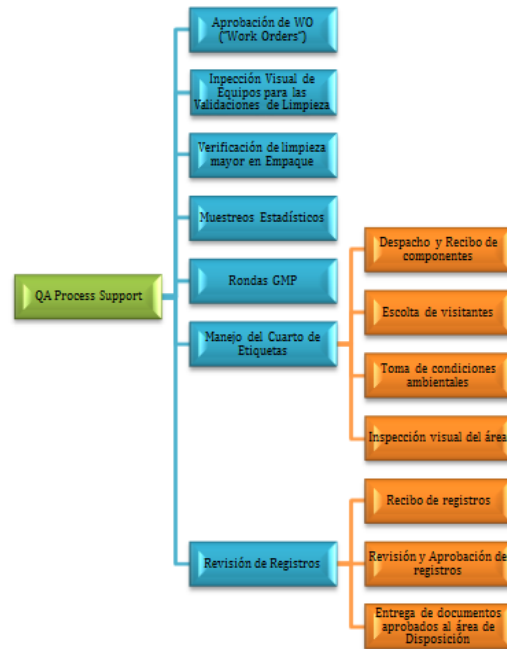 Aprobación de WO
("Work Orders")
Inpección Visual de
Equipos para las
Validaciones de Limpieza
Verificación de limpieza
mayor en Empaque
Muestreos Estadísticos
Despacho y Recibo de
componentes
QA Process Support
Rondas GMP
Escolta de visitantes
Manejo del Cuarto de
Etiquetas
Toma de condiciones
ambientales
Inspección visual del área
Recibo de registros
Revisión de Registros
Revisión y Aprobación de
registros
Entrega de documentos
aprobados al área de
Disposición